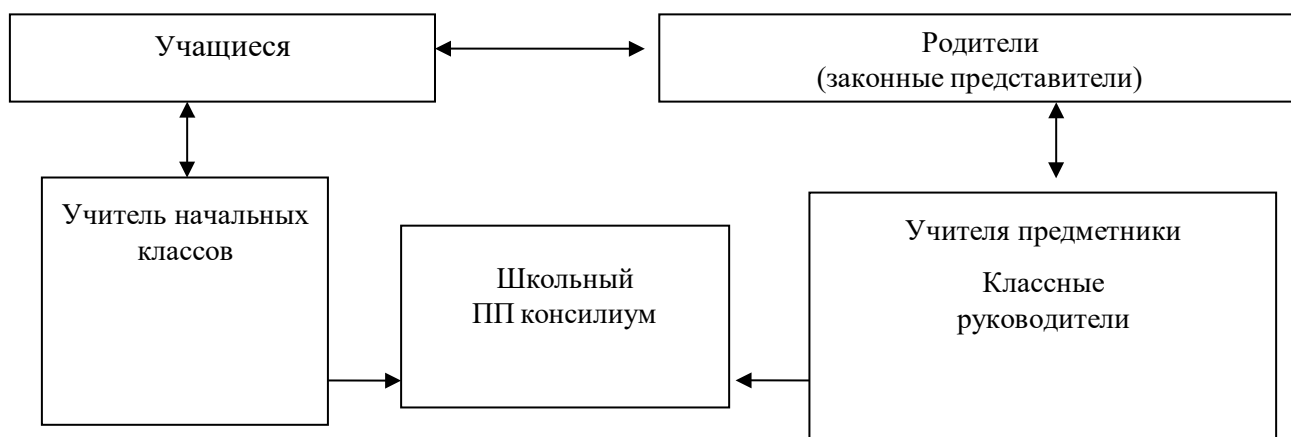 Учащиеся
Родители
(законные представители)
Учитель начальных
классов
Школьный
ПП консилиум
Учителя предметники
Классные
руководители